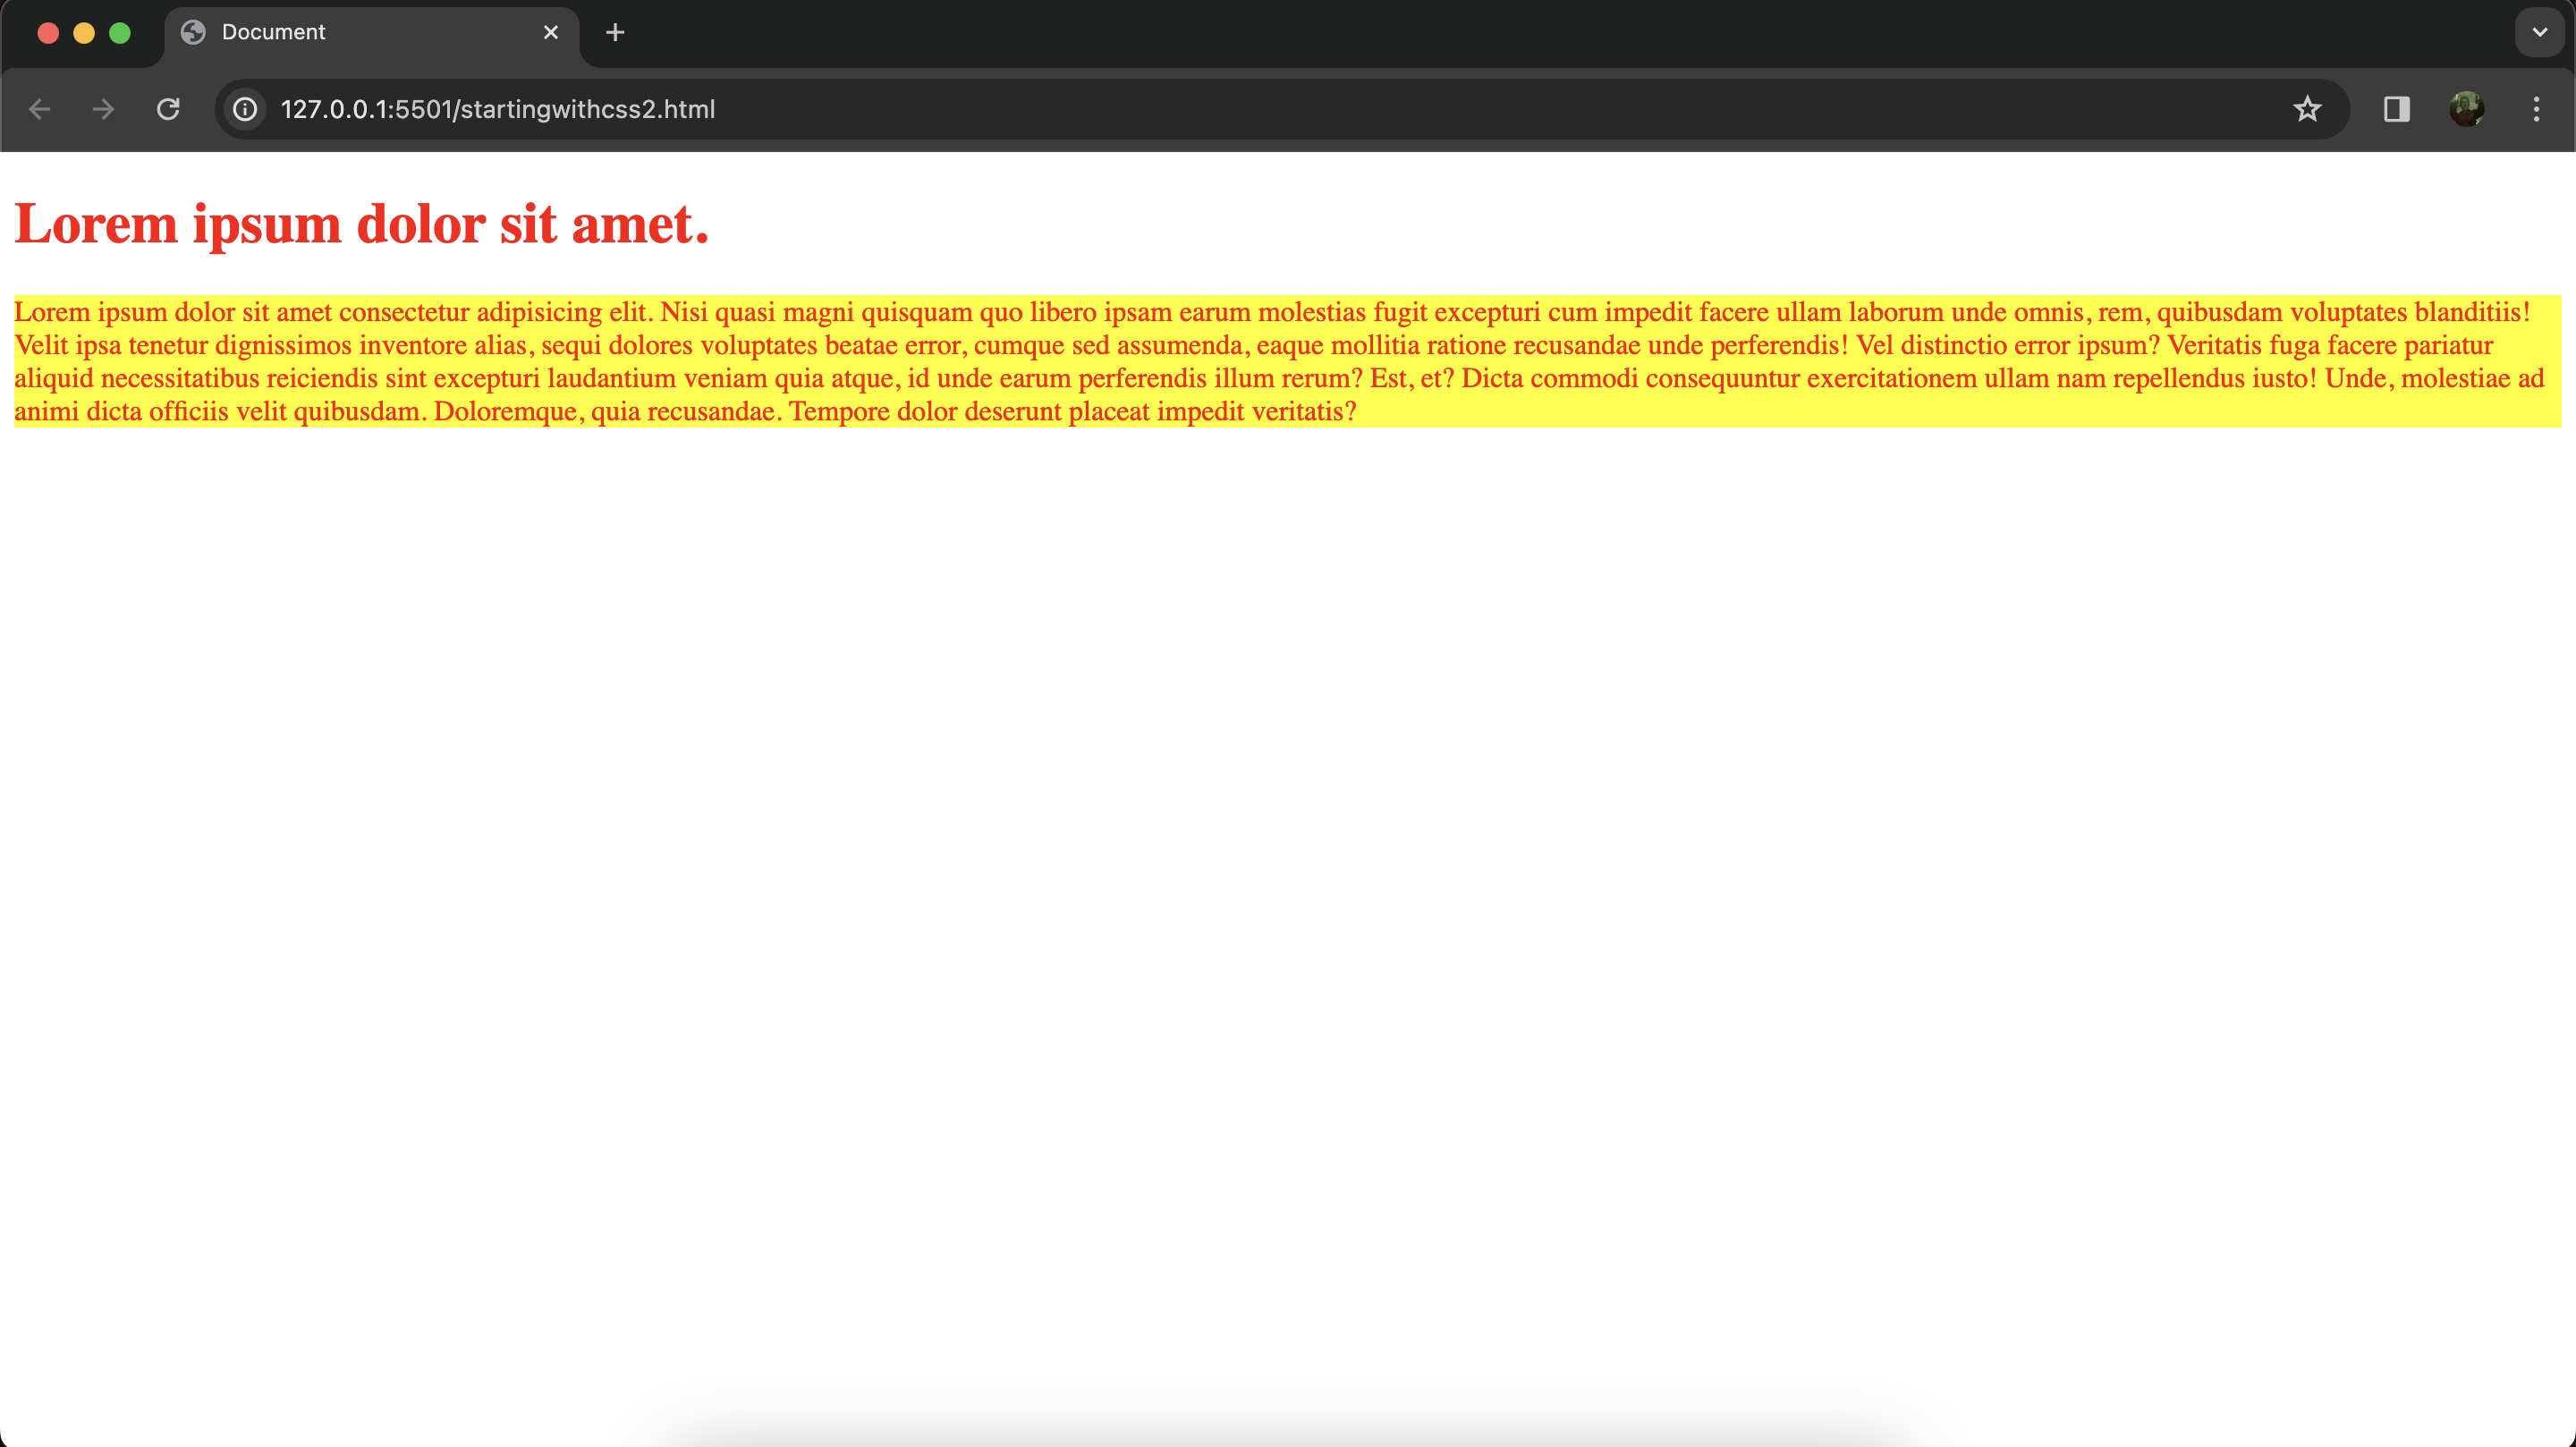 Document
127.0.0.1:5501/startingwithcss2.html
Lorem ipsum dolor sit amet.
Lorem ipsum dolor sit amet consectetur adipisicing elit. Nisi quasi magni quisquam quo libero ipsam earum molestias fugit excepturi cum impedit facere ullam laborum unde omnis, rem, quibusdam voluptates blanditiis!
Velit ipsa tenetur dignissimos inventore alias, sequi dolores voluptates beatae error, cumque sed assumenda, eaque mollitia ratione recusandae unde perferendis! Vel distinctio error ipsum? Veritatis fuga facere pariatur
aliquid necessitatibus reiciendis sint excepturi laudantium veniam quia atque, id unde earum perferendis illum rerum? Est, et? Dicta commodi consequuntur exercitationem ullam nam repellendus iusto! Unde, molestiae ad
animi dicta officiis velit quibusdam. Doloremque, quia recusandae. Tempore dolor deserunt placeat impedit veritatis?